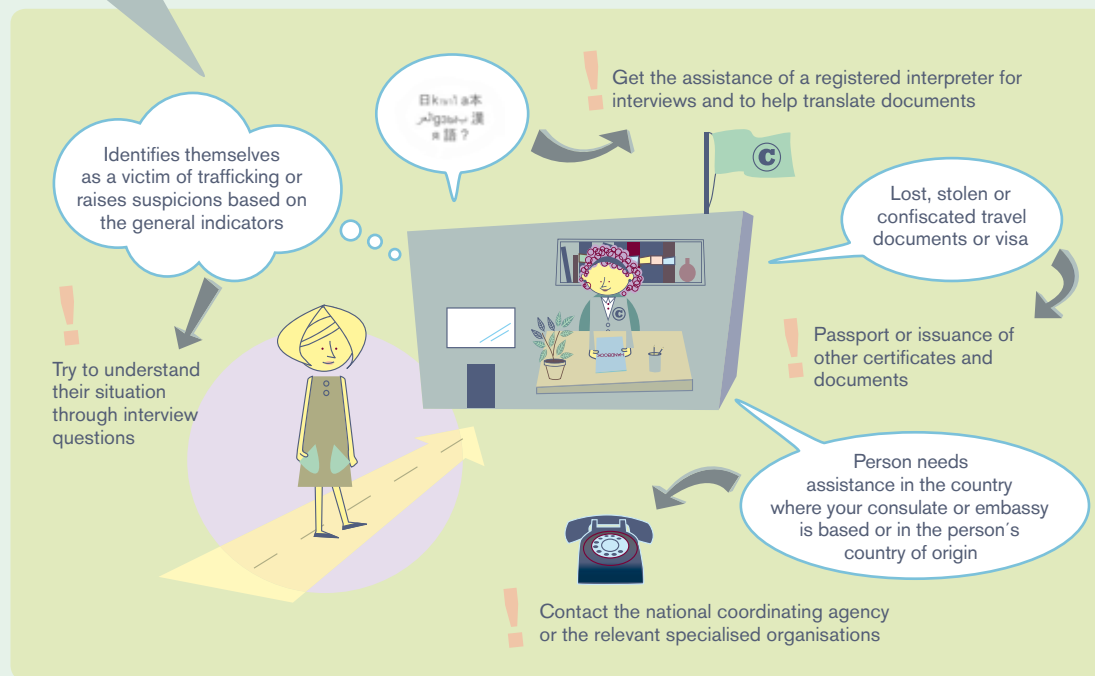 Get the assistance of a registered interpreter for
interviews and to help translate documents
Identifies themselves
as a victim of trafficking or
raises suspicions based on
the general indicators
C
Lost, stolen or
confiscated travel
documents or visa
Try to understand
their situation
through interview
questions
C
Passport or issuance of
other certificates and
documents
Person needs
assistance in the country
where your consulate or embassy
is based or in the person´s
country of origin
Contact the national coordinating agency
or the relevant specialised organisations